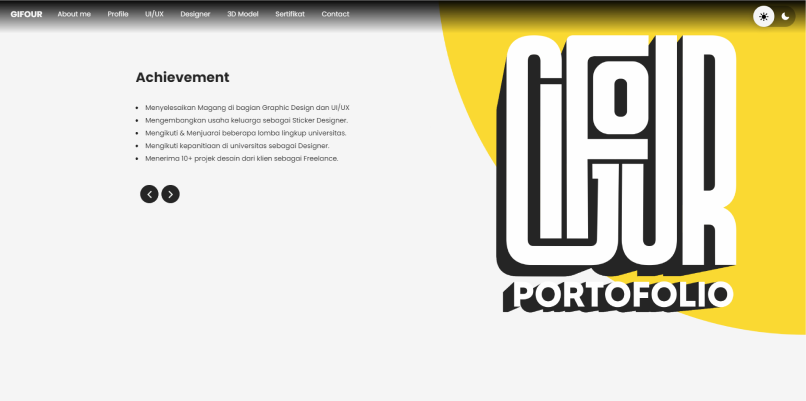 GIFOUR About me Profile UI/UX Designer 3D Model Sertifikat Contact
Achievement
Menyelesaikan Magang di bagian Graphic Design dan UI/UX
Mengembangkan usaha keluarga sebagai Sticker Designer.
Mengikuti & Menjuarai beberapa lomba lingkup universitas.
Mengikuti kepanitiaan di universitas sebagai Designer.
Menerima 10+ projek desain dari klien sebagai Freelance.
GIFOUR
PORTOFOLIO